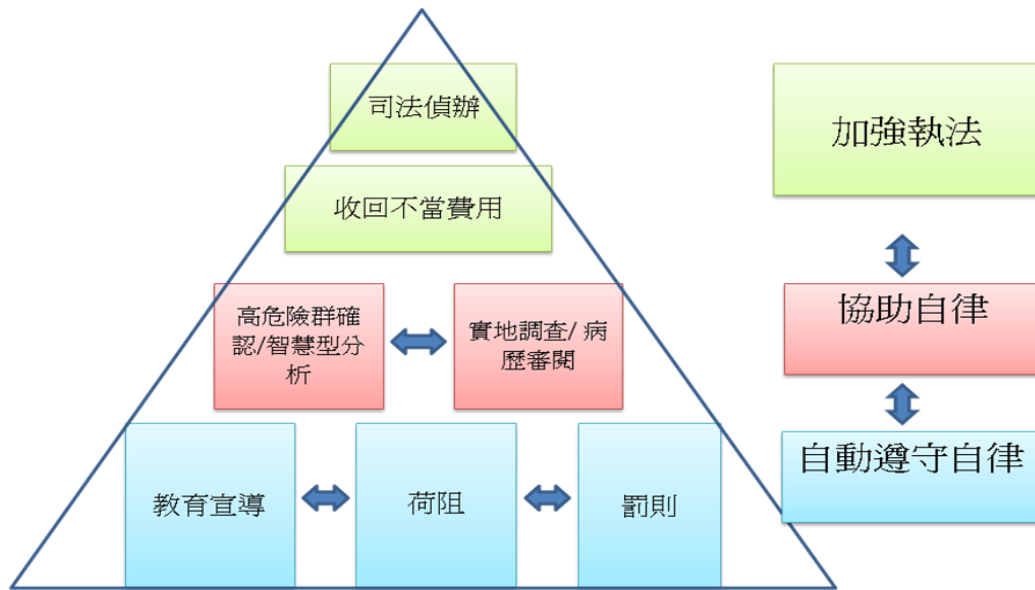 司法偵辦
加強執法
收回不當費用
高危險群確
認/智慧型分
析
實地調查/ 病
歷審閱
協助自律
教育宣導
荷阻
罰則
自動遵守自律